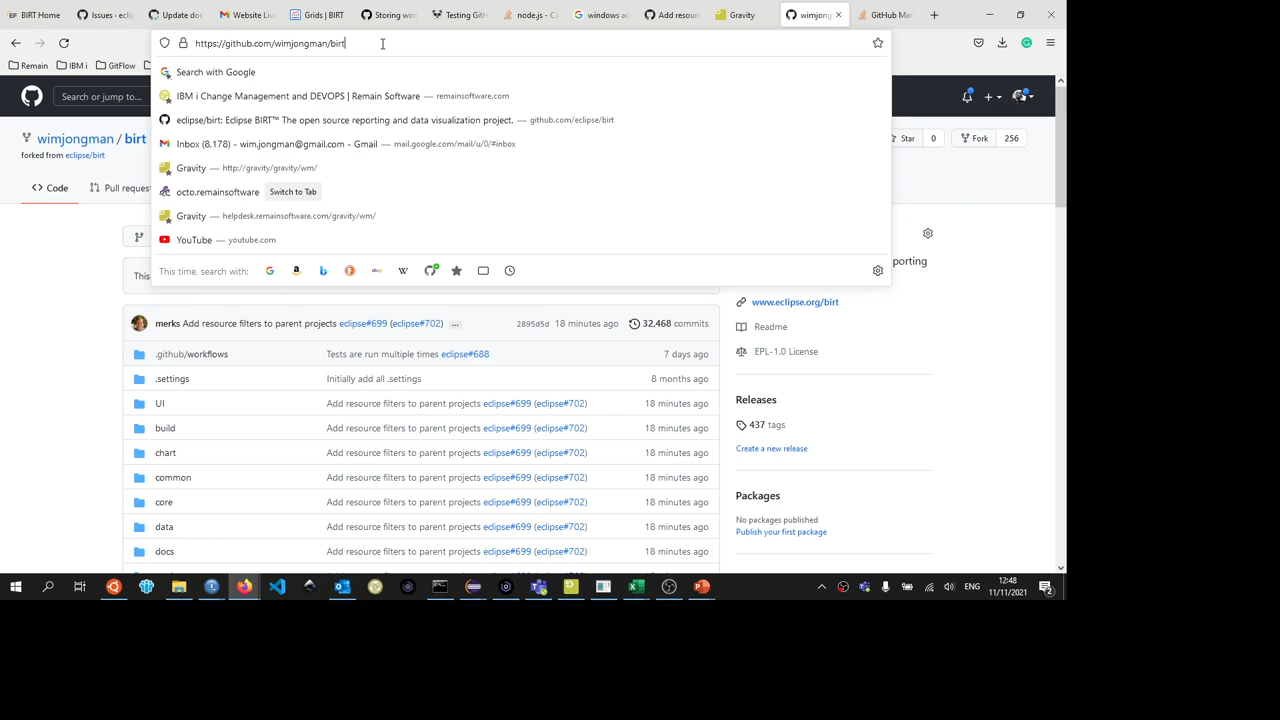 BIRT Home
Issues · ecli
Update doc
Website Live
Grids | BIRT
Storing wor
Testing GitH
node.js - Ca
windows ac
Add resoun
Gravity
wimjongm
GitHub Mar
https://github.com/wimjongman/birt
Remain
IBM i
GitFlow
Search with Google
IBM i Change Management and DEVOPS | Remain Software — remainsoftware.com
eclipse/birt: Eclipse BIRT™ The open source reporting and data visualization project. — github.com/eclipse/birt
Inbox (8.178) - wim.jongman@gmail.com - Gmail — mail.google.com/mail/u/0/#inbox
Gravity — http://gravity/gravity/wm/
octo.remainsoftware Switch to Tab
Gravity — helpdesk.remainsoftware.com/gravity/wm/
YouTube — youtube.com
This time, search with:
Search or jump to...
wimjongman / birt
forked from eclipse/birt
Star 0
Fork 256
Code
Pull request
This
porting
www.eclipse.org/birt
Readme
EPL-1.0 License
merks Add resource filters to parent projects eclipse#699 (eclipse#702) ... 2895d5d 18 minutes ago 32,468 commits
.github/workflows Tests are run multiple times eclipse#688 7 days ago
.settings Initially add all .settings 8 months ago
UI Add resource filters to parent projects eclipse#699 (eclipse#702) 18 minutes ago
build Add resource filters to parent projects eclipse#699 (eclipse#702) 18 minutes ago
chart Add resource filters to parent projects eclipse#699 (eclipse#702) 18 minutes ago
common Add resource filters to parent projects eclipse#699 (eclipse#702) 18 minutes ago
core Add resource filters to parent projects eclipse#699 (eclipse#702) 18 minutes ago
data Add resource filters to parent projects eclipse#699 (eclipse#702) 18 minutes ago
docs Add resource filters to parent projects eclipse#699 (eclipse#702) 18 minutes ago
Releases
437 tags
Create a new release
Packages
No packages published
Publish your first package
ENG
12:48
11/11/2021
2